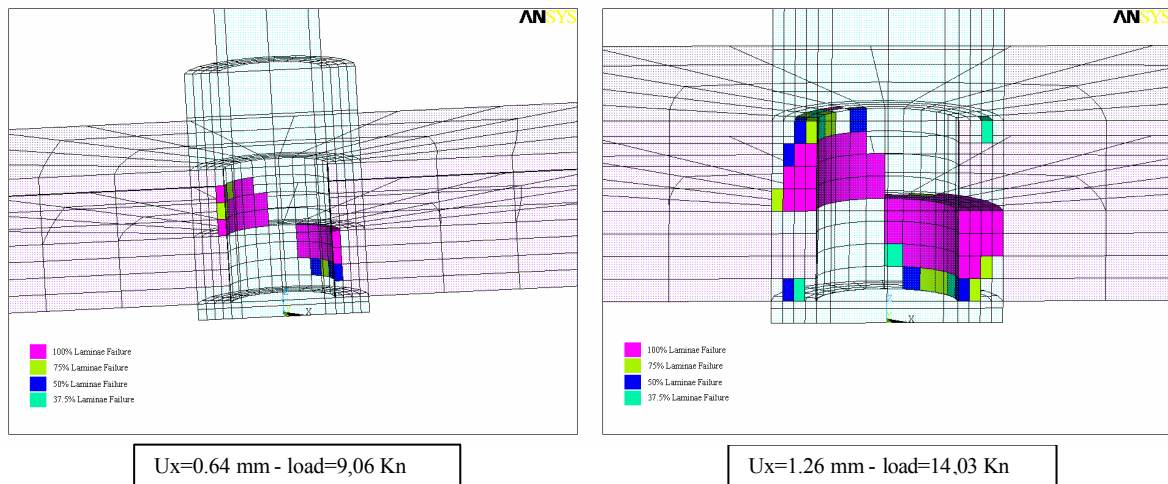 ANSYS
X
100% Laminae Failure
75% Laminae Failure
50% Laminae Failure
37.5% Laminae Failure
Ux=0.64 mm - load=9,06 Kn
ANSYS
X
100% Laminae Failure
75% Laminae Failure
50% Laminae Failure
37.5% Laminae Failure
Ux=1.26 mm - load=14,03 Kn